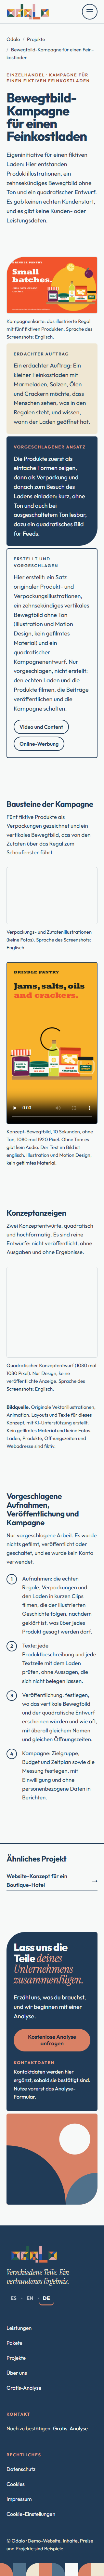 odalo
Odalo / Projekte
/ Bewegtbild-Kampagne für einen Fein-
kostladen
EINZELHANDEL · KAMPAGNE FÜR
EINEN FIKTIVEN FEINKOSTLADEN
Bewegtbild-
Kampagne
für einen
Feinkostladen
Eigeninitiative für einen fiktiven
Laden: Hier entstanden
Produktillustrationen, ein
zehnsekündiges Bewegtbild ohne
Ton und ein quadratischer Entwurf.
Es gab keinen echten Kundenstart,
und es gibt keine Kunden- oder
Leistungsdaten.
Small
batches.
Kampagnenkarte: das illustrierte Regal
mit fünf fiktiven Produkten. Sprache des
Screenshots: Englisch.
ERDACHTER AUFTRAG
Ein erdachter Auftrag: Ein
kleiner Feinkostladen mit
Marmeladen, Salzen, Ölen
und Crackern möchte, dass
Menschen sehen, was in den
Regalen steht, und wissen,
wann der Laden geöffnet hat.
VORGESCHLAGENER ANSATZ
Die Produkte zuerst als
einfache Formen zeigen,
dann als Verpackung und
danach zum Besuch des
Ladens einladen: kurz, ohne
Ton und auch bei
ausgeschaltetem Ton lesbar,
dazu ein quadratisches Bild
für Feeds.
ERSTELLT UND
VORGESCHLAGEN
Hier erstellt: ein Satz
originaler Produkt- und
Verpackungsillustrationen,
ein zehnsekündiges vertikales
Bewegtbild ohne Ton
(Illustration und Motion
Design, kein gefilmtes
Material) und ein
quadratischer
Kampagnenentwurf. Nur
vorgeschlagen, nicht erstellt:
den echten Laden und die
Produkte filmen, die Beiträge
veröffentlichen und die
Kampagne schalten.
Video und Content
Online-Werbung
Bausteine der Kampagne
Fünf fiktive Produkte als
Verpackungen gezeichnet und ein
vertikales Bewegtbild, das von den
Zutaten über das Regal zum
Schaufenster führt.
Verpackungs- und Zutatenillustrationen
(keine Fotos). Sprache des Screenshots:
Englisch.
BRINDLE PANTRY
Jams, salts, oils
and crackers.
0:00
Konzept-Bewegtbild, 10 Sekunden, ohne
Ton, 1080 mal 1920 Pixel. Ohne Ton: es
gibt kein Audio. Der Text im Bild ist
englisch. Illustration und Motion Design,
kein gefilmtes Material.
Konzeptanzeigen
Zwei Konzeptentwürfe, quadratisch
und hochformatig. Es sind reine
Entwürfe: nicht veröffentlicht, ohne
Ausgaben und ohne Ergebnisse.
Quadratischer Konzeptentwurf (1080 mal
1080 Pixel). Nur Design, keine
veröffentlichte Anzeige. Sprache des
Screenshots: Englisch.
Bildquelle. Originale Vektorillustrationen,
Animation, Layouts und Texte für dieses
Konzept, mit KI-Unterstützung erstellt.
Kein gefilmtes Material und keine Fotos.
Laden, Produkte, Öffnungszeiten und
Webadresse sind fiktiv.
Vorgeschlagene
Aufnahmen,
Veröffentlichung und
Kampagne
Nur vorgeschlagene Arbeit. Es wurde
nichts gefilmt, veröffentlicht oder
geschaltet, und es wurde kein Konto
verwendet.
1 Aufnahmen: die echten
Regale, Verpackungen und
den Laden in kurzen Clips
filmen, die der illustrierten
Geschichte folgen, nachdem
geklärt ist, was über jedes
Produkt gesagt werden darf.
2 Texte: jede
Produktbeschreibung und jede
Textzeile mit dem Laden
prüfen, ohne Aussagen, die
sich nicht belegen lassen.
3 Veröffentlichung: festlegen,
wo das vertikale Bewegtbild
und der quadratische Entwurf
erscheinen würden und wie oft,
mit überall gleichem Namen
und gleichen Öffnungszeiten.
4 Kampagne: Zielgruppe,
Budget und Zeitplan sowie die
Messung festlegen, mit
Einwilligung und ohne
personenbezogene Daten in
Berichten.
Ähnliches Projekt
Website-Konzept für ein
Boutique-Hotel →
Lass uns die
Teile deines
Unternehmens
zusammenfügen.
Erzähl uns, was du brauchst,
und wir beginnen mit einer
Analyse.
Kostenlose Analyse
anfragen
KONTAKTDATEN
Kontaktdaten werden hier
ergänzt, sobald sie bestätigt sind.
Nutze vorerst das Analyse-
Formular.
odalo
Verschiedene Teile. Ein
verbundenes Ergebnis.
ES · EN · DE
Leistungen
Pakete
Projekte
Über uns
Gratis-Analyse
KONTAKT
Noch zu bestätigen. Gratis-Analyse
RECHTLICHES
Datenschutz
Cookies
Impressum
Cookie-Einstellungen
© Odalo · Demo-Website. Inhalte, Preise
und Projekte sind Beispiele.